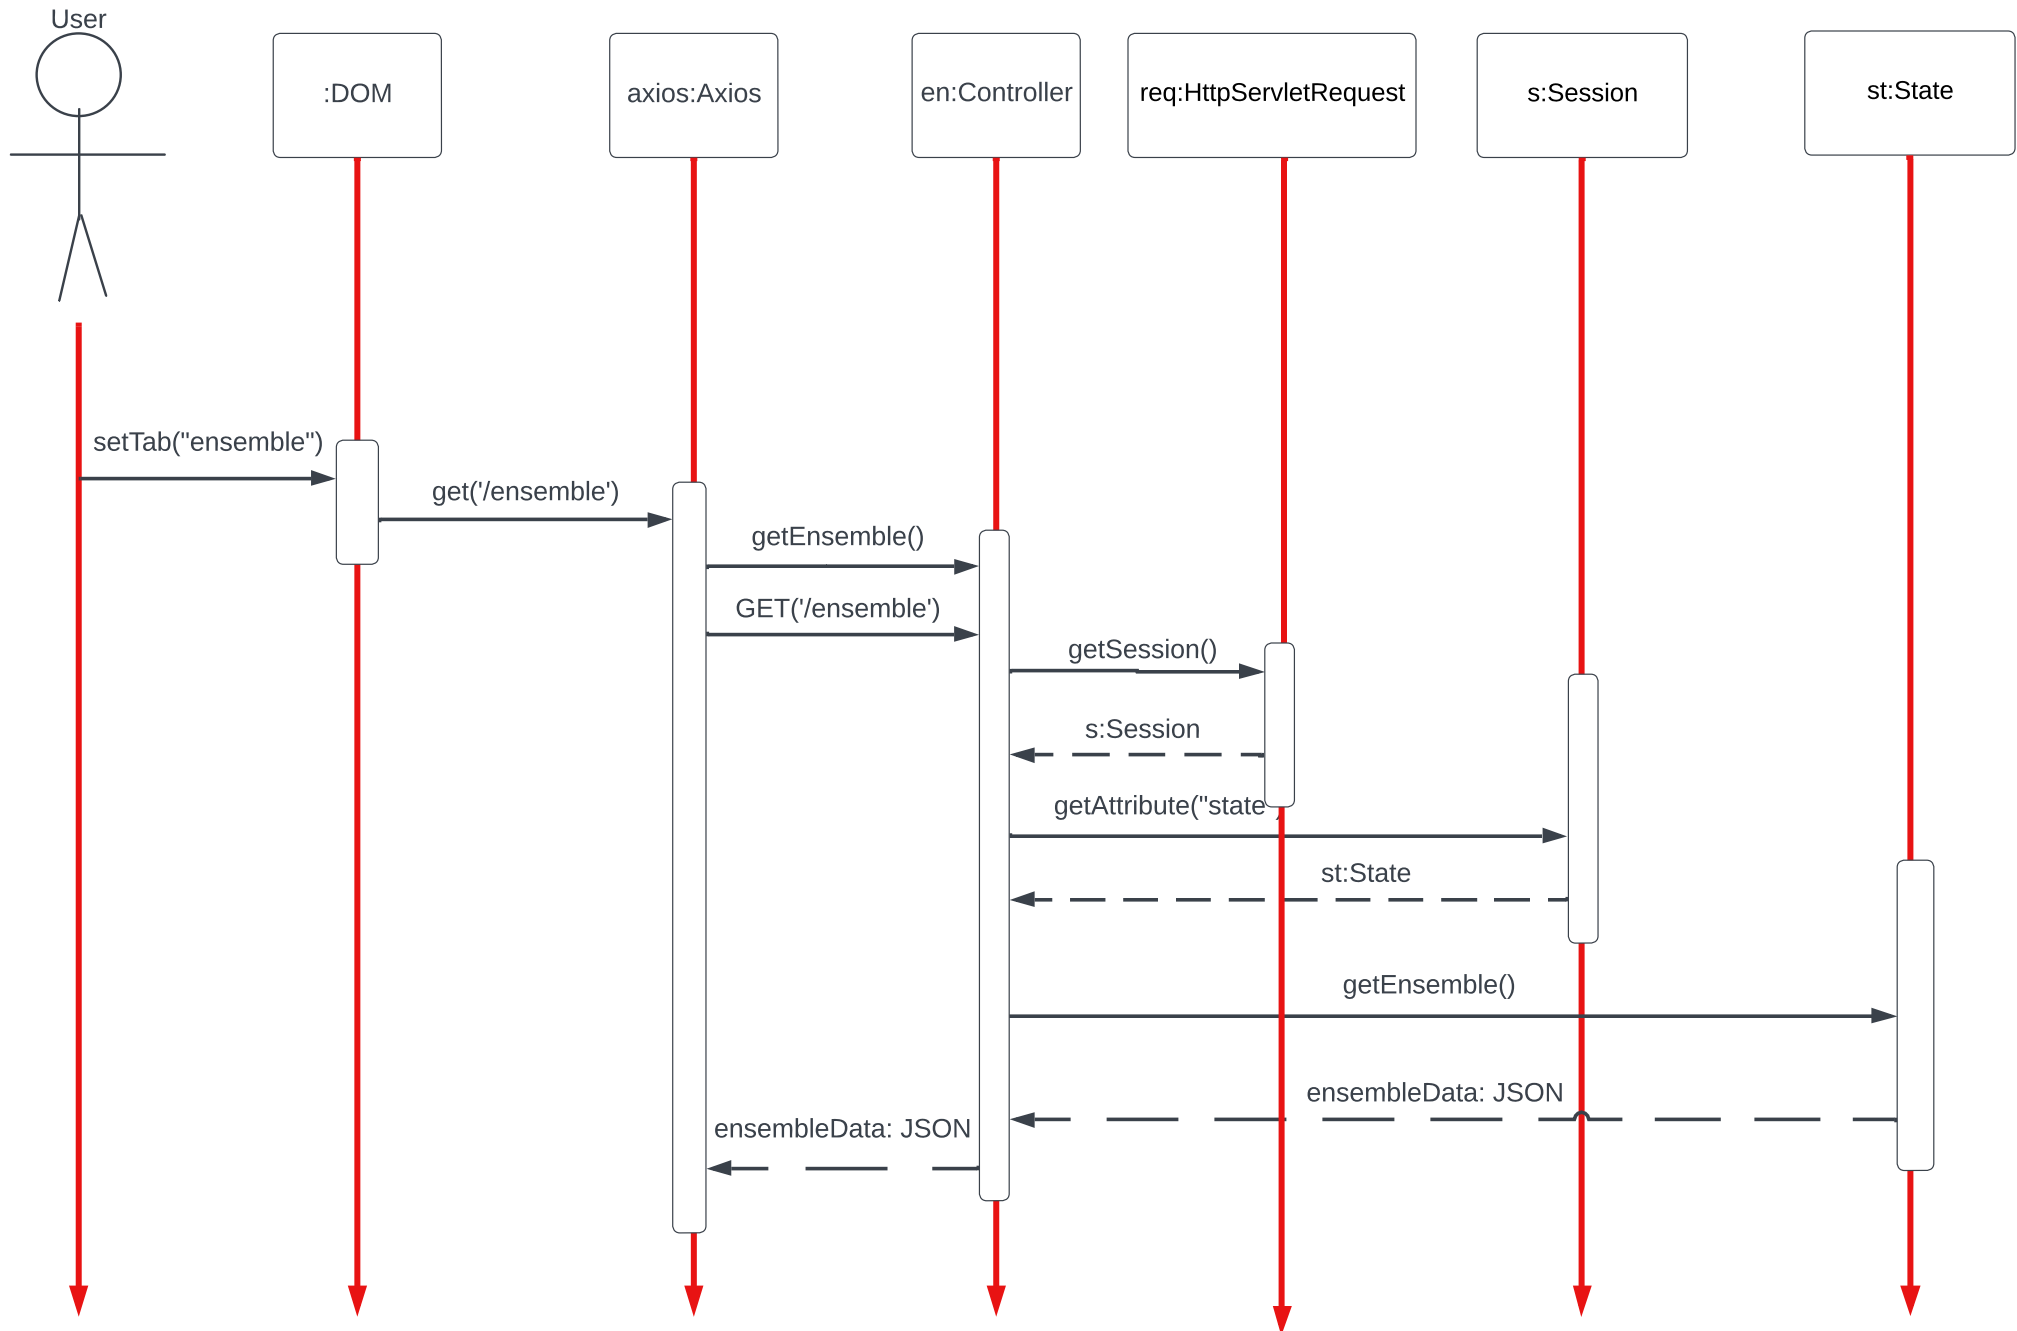 User
:DOM
axios:Axios
en:Controller
req:HttpServletRequest
s:Session
st:State
setTab("ensemble")
get('/ensemble')
getEnsemble()
GET('/ensemble')
getSession()
s:Session
getAttribute("state")
st:State
getEnsemble()
ensembleData: JSON
ensembleData: JSON